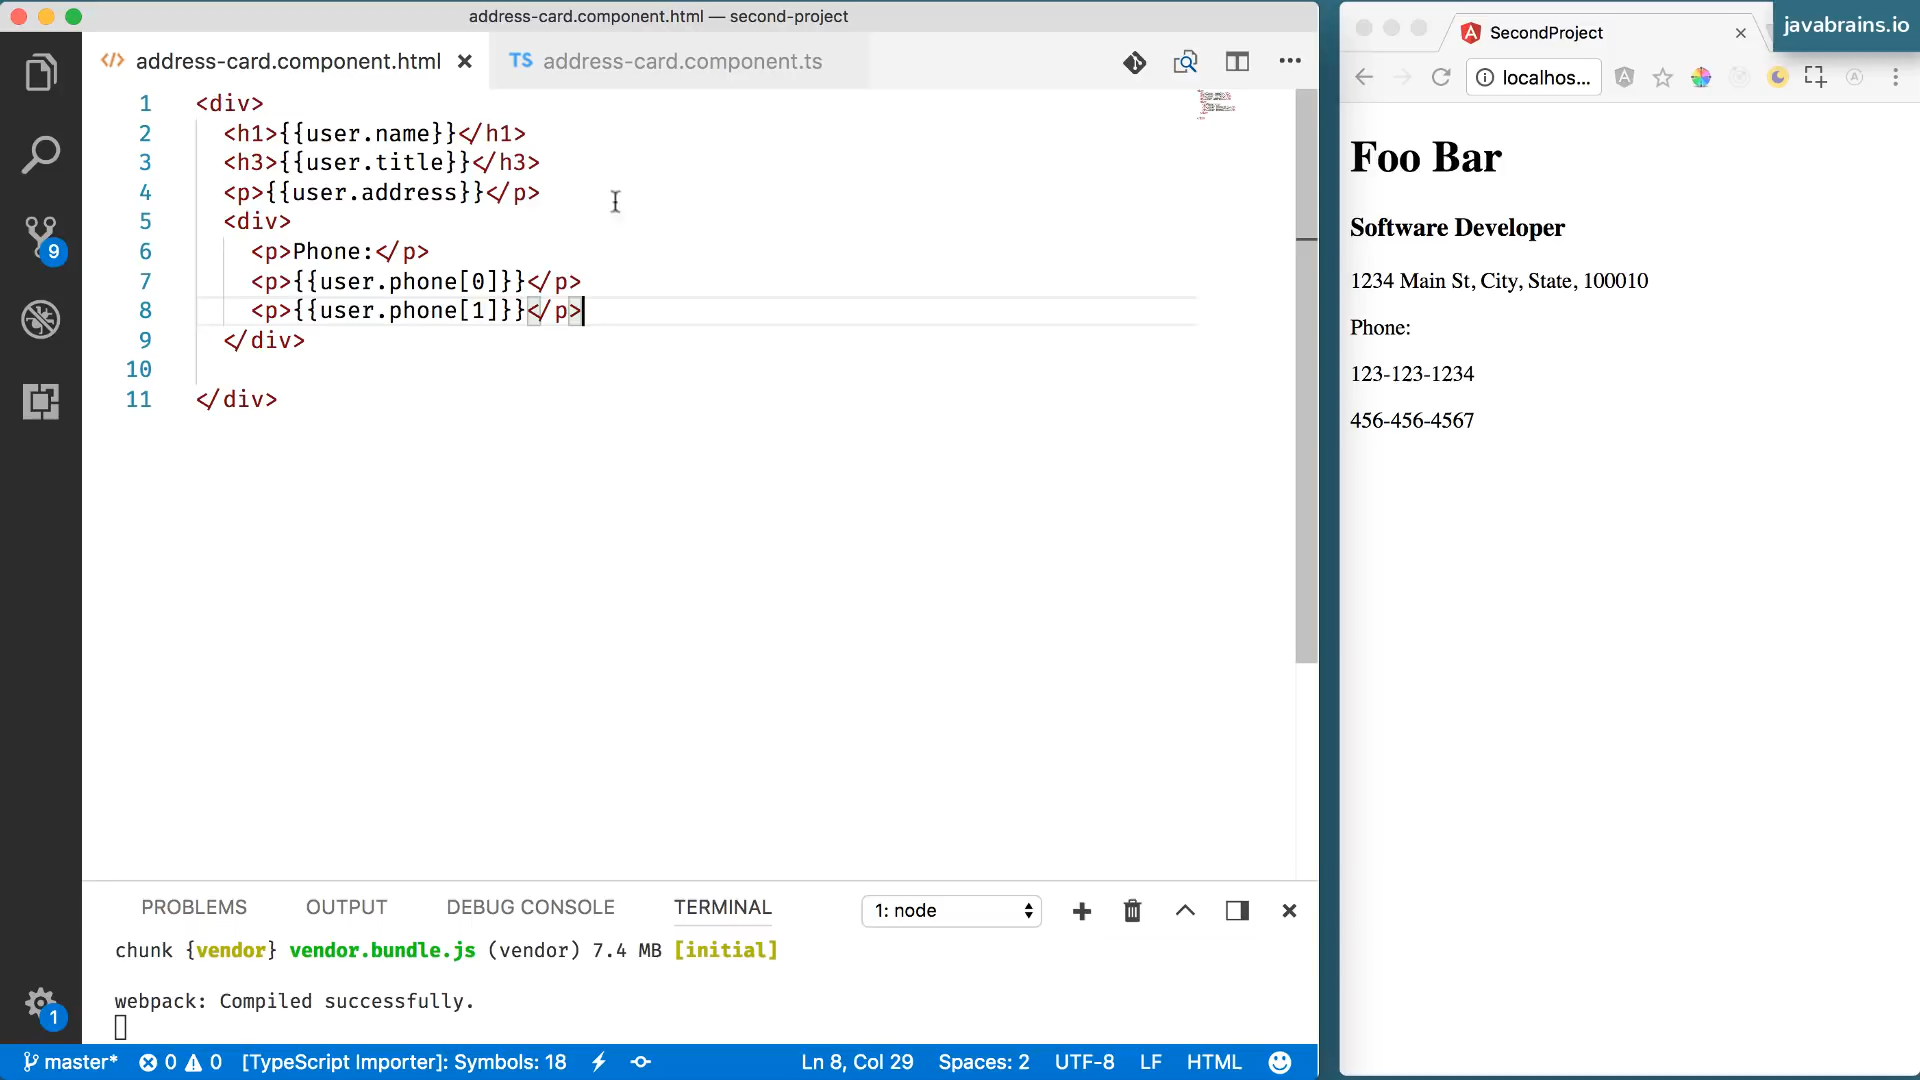 address-card.component.html — second-project
</> address-card.component.html ×
TS address-card.component.ts
1 <div>
2 <h1>{{user.name}}</h1>
3 <h3>{{user.title}}</h3>
4 <p>{{user.address}}</p>
5 <div>
6 <p>Phone:</p>
7 <p>{{user.phone[0]}}</p>
8 <p>{{user.phone[1]}}</p>
9 </div>
10
11 </div>
9
1
PROBLEMS OUTPUT DEBUG CONSOLE TERMINAL 1: node
chunk {vendor} vendor.bundle.js (vendor) 7.4 MB [initial]
webpack: Compiled successfully.
master* 0 0 [TypeScript Importer]: Symbols: 18 Ln 8, Col 29 Spaces: 2 UTF-8 LF HTML
SecondProject ×
javabrains.io
localhos...
Foo Bar
Software Developer
1234 Main St, City, State, 100010
Phone:
123-123-1234
456-456-4567